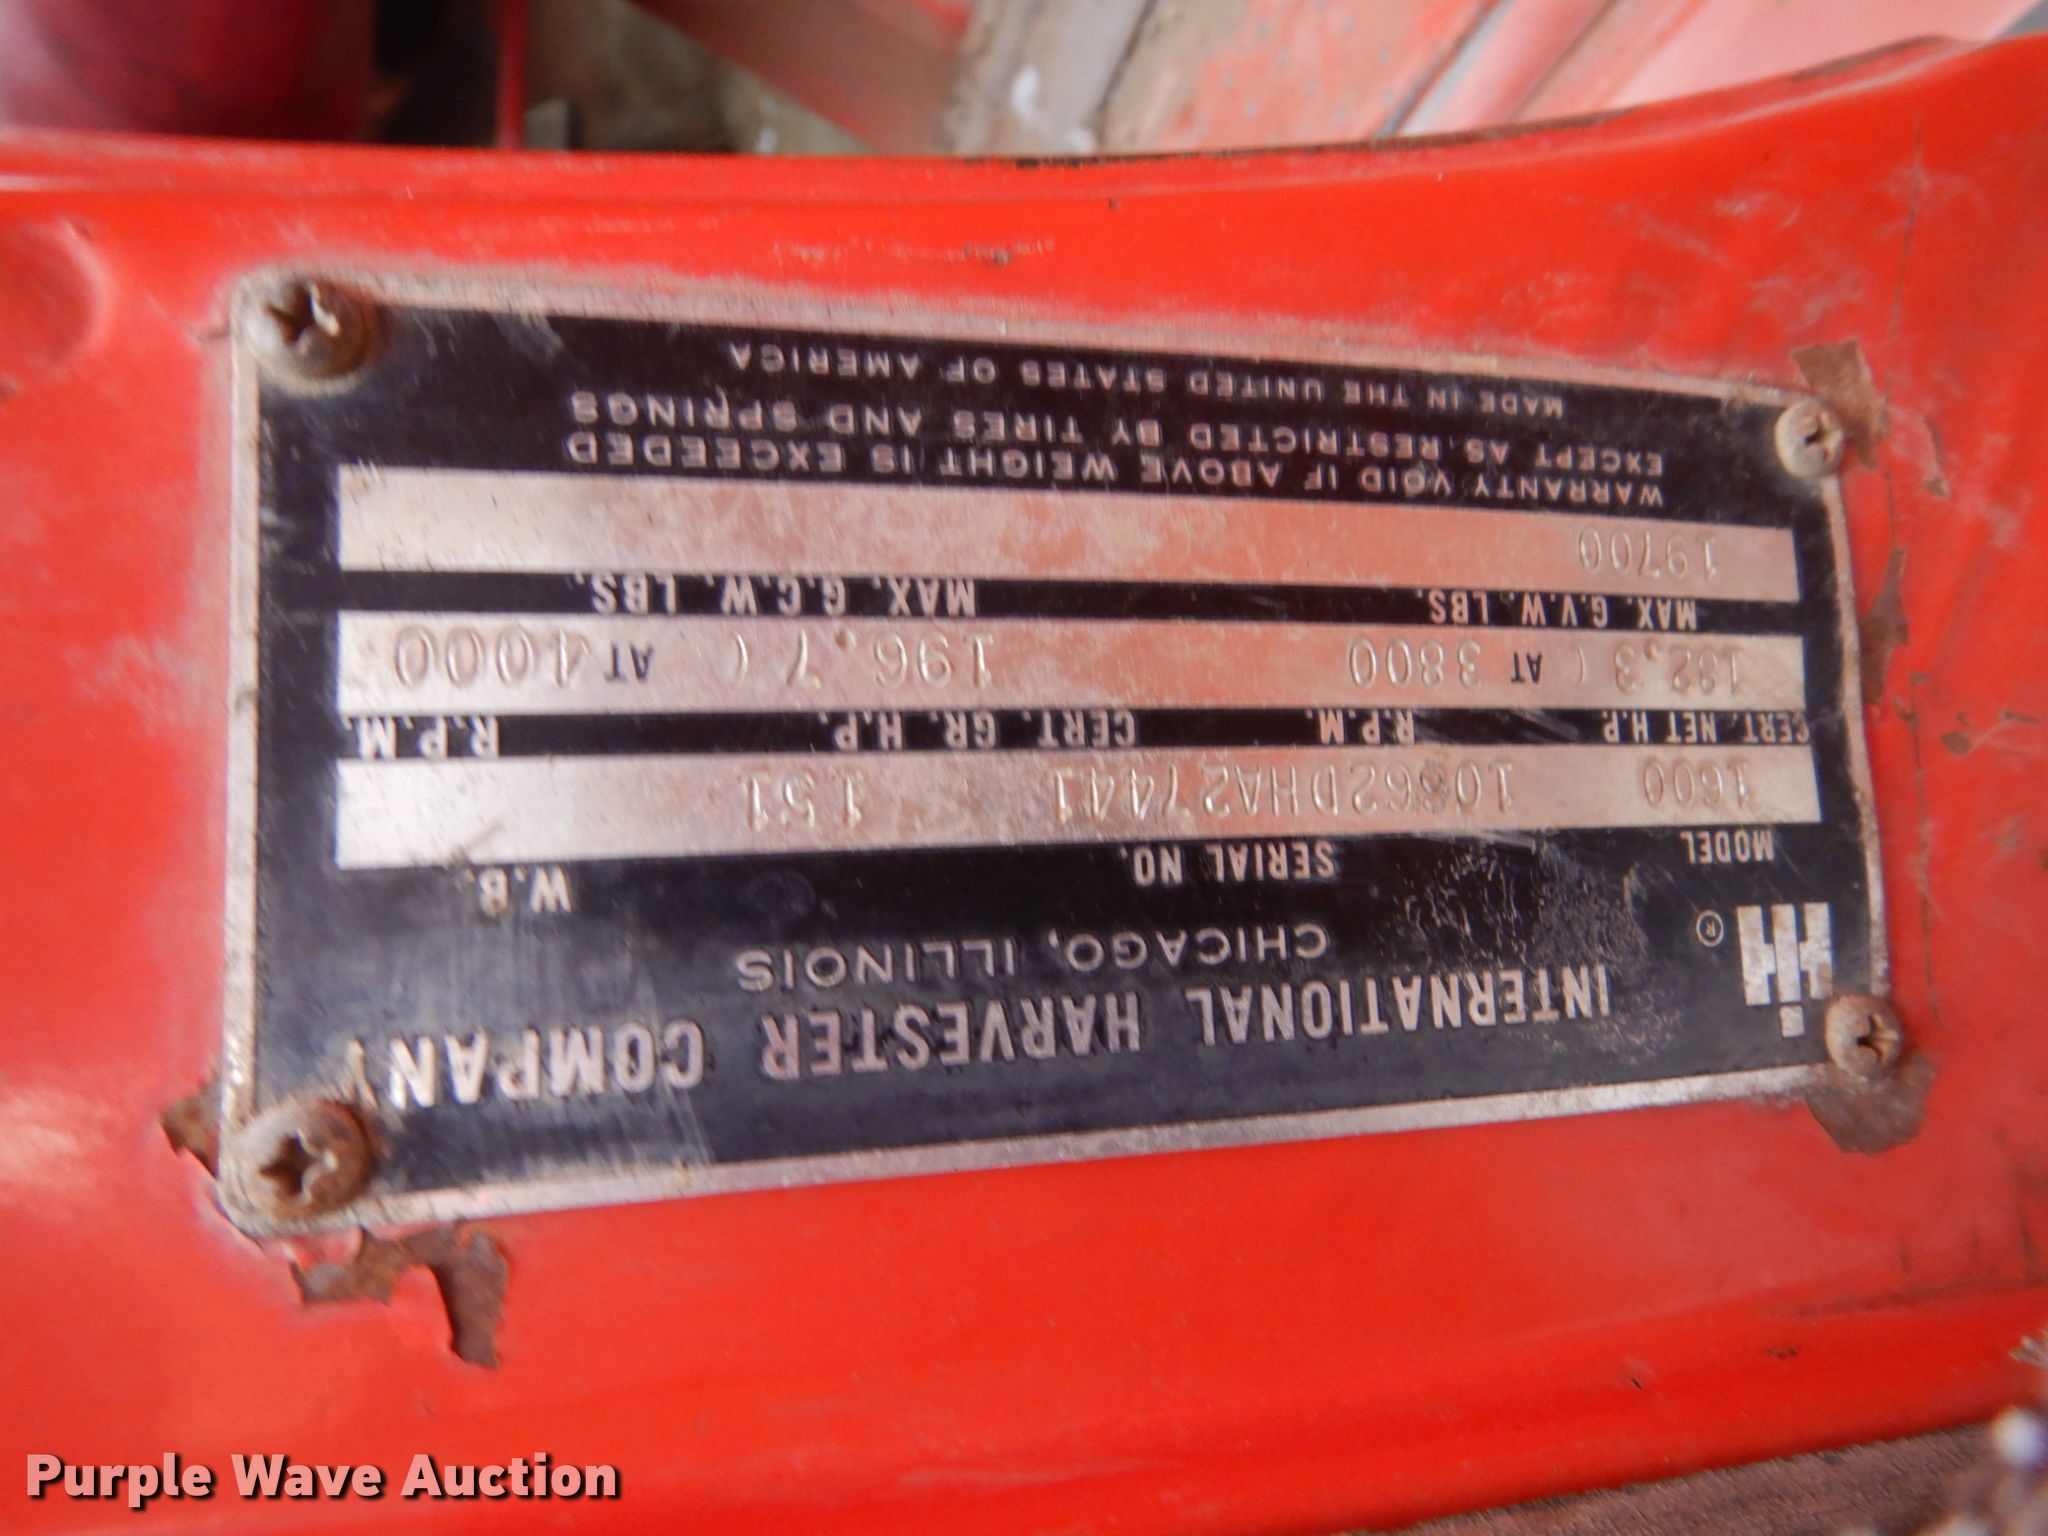 INTERNATIONAL HARVESTER COMPANY
CHICAGO, ILLINOIS
IH ®
MODEL SERIAL NO. W.B.
1600 10862DHA27441 151
CERT. NET H.P. R.P.M. CERT. GR. H.P. R.P.M.
182.3 ( AT 3800 196.7 ( AT 4000
MAX. G.V.W. LBS. MAX. G.C.W. LBS.
19700
WARRANTY VOID IF ABOVE WEIGHT IS EXCEEDED
EXCEPT AS RESTRICTED BY TIRES AND SPRINGS
MADE IN THE UNITED STATES OF AMERICA
Purple Wave Auction